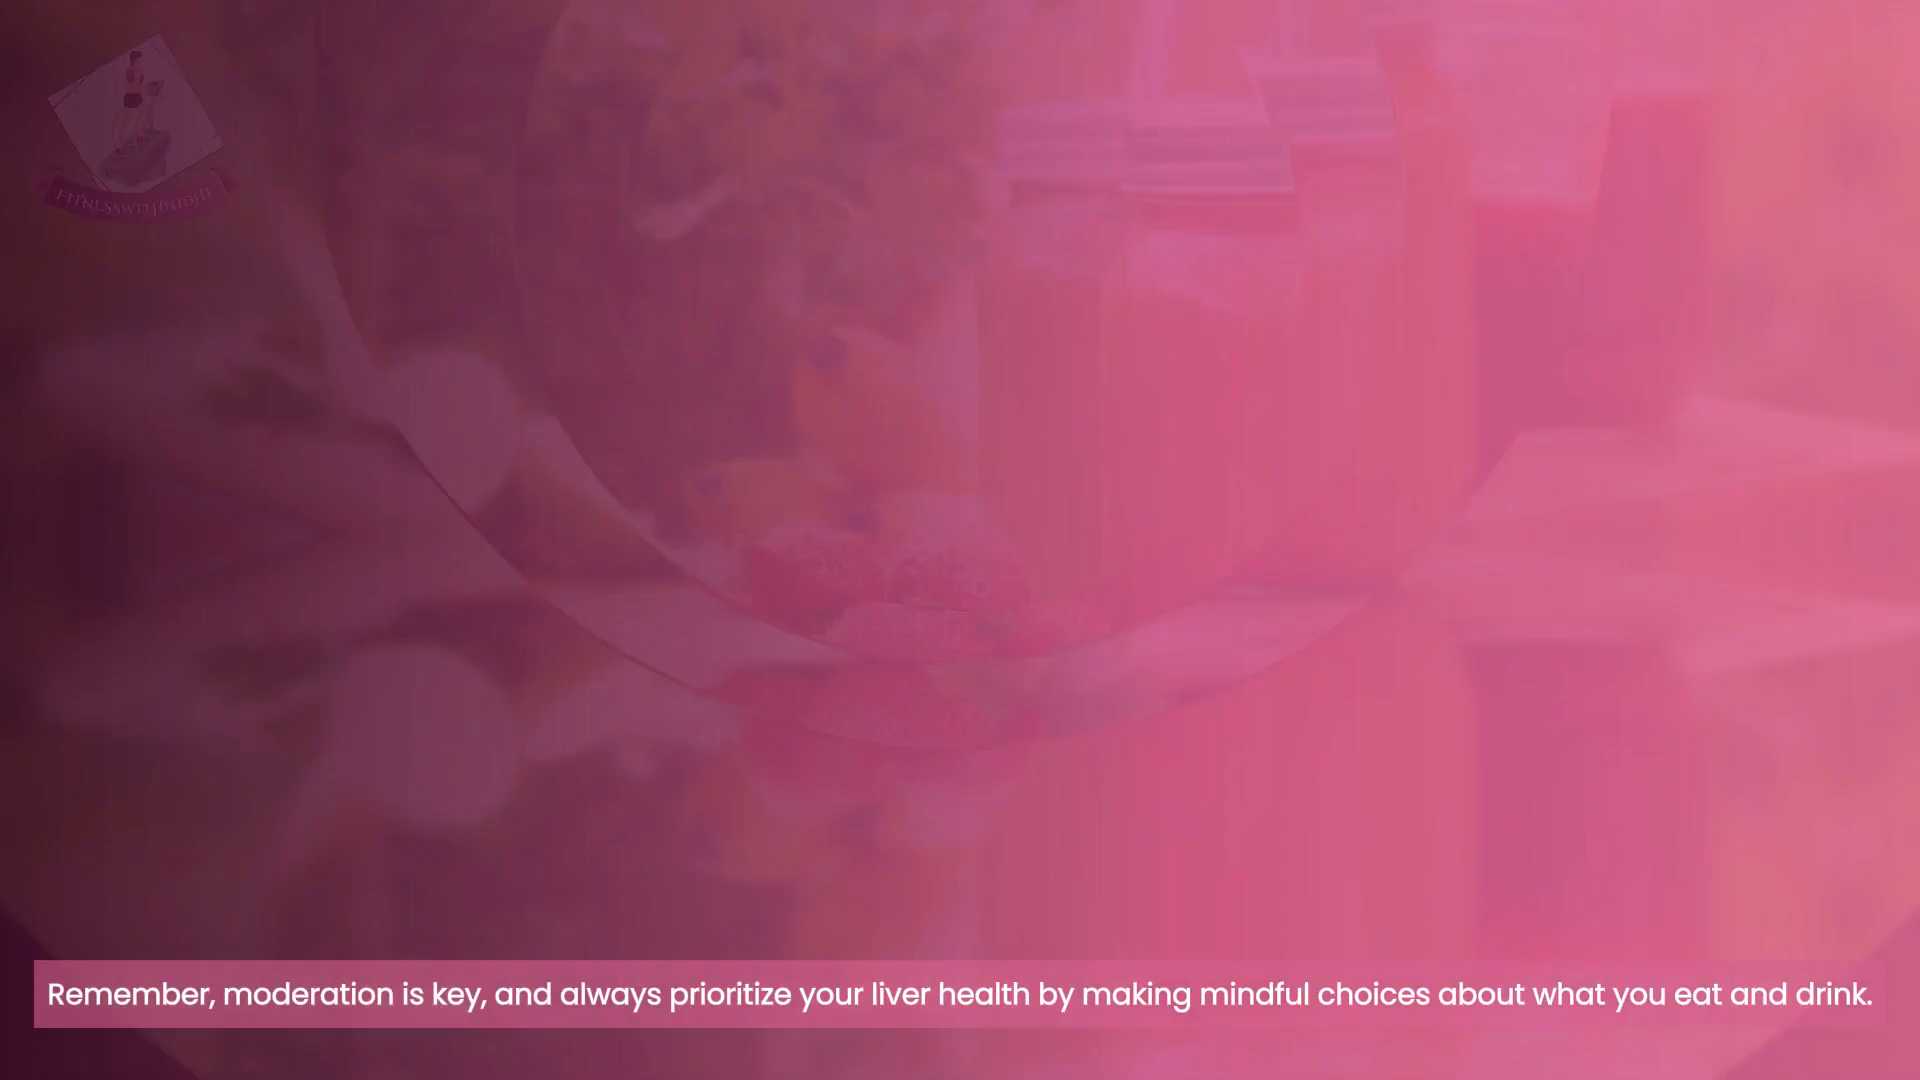 FITNESSWITHNIDHI
Remember, moderation is key, and always prioritize your liver health by making mindful choices about what you eat and drink.